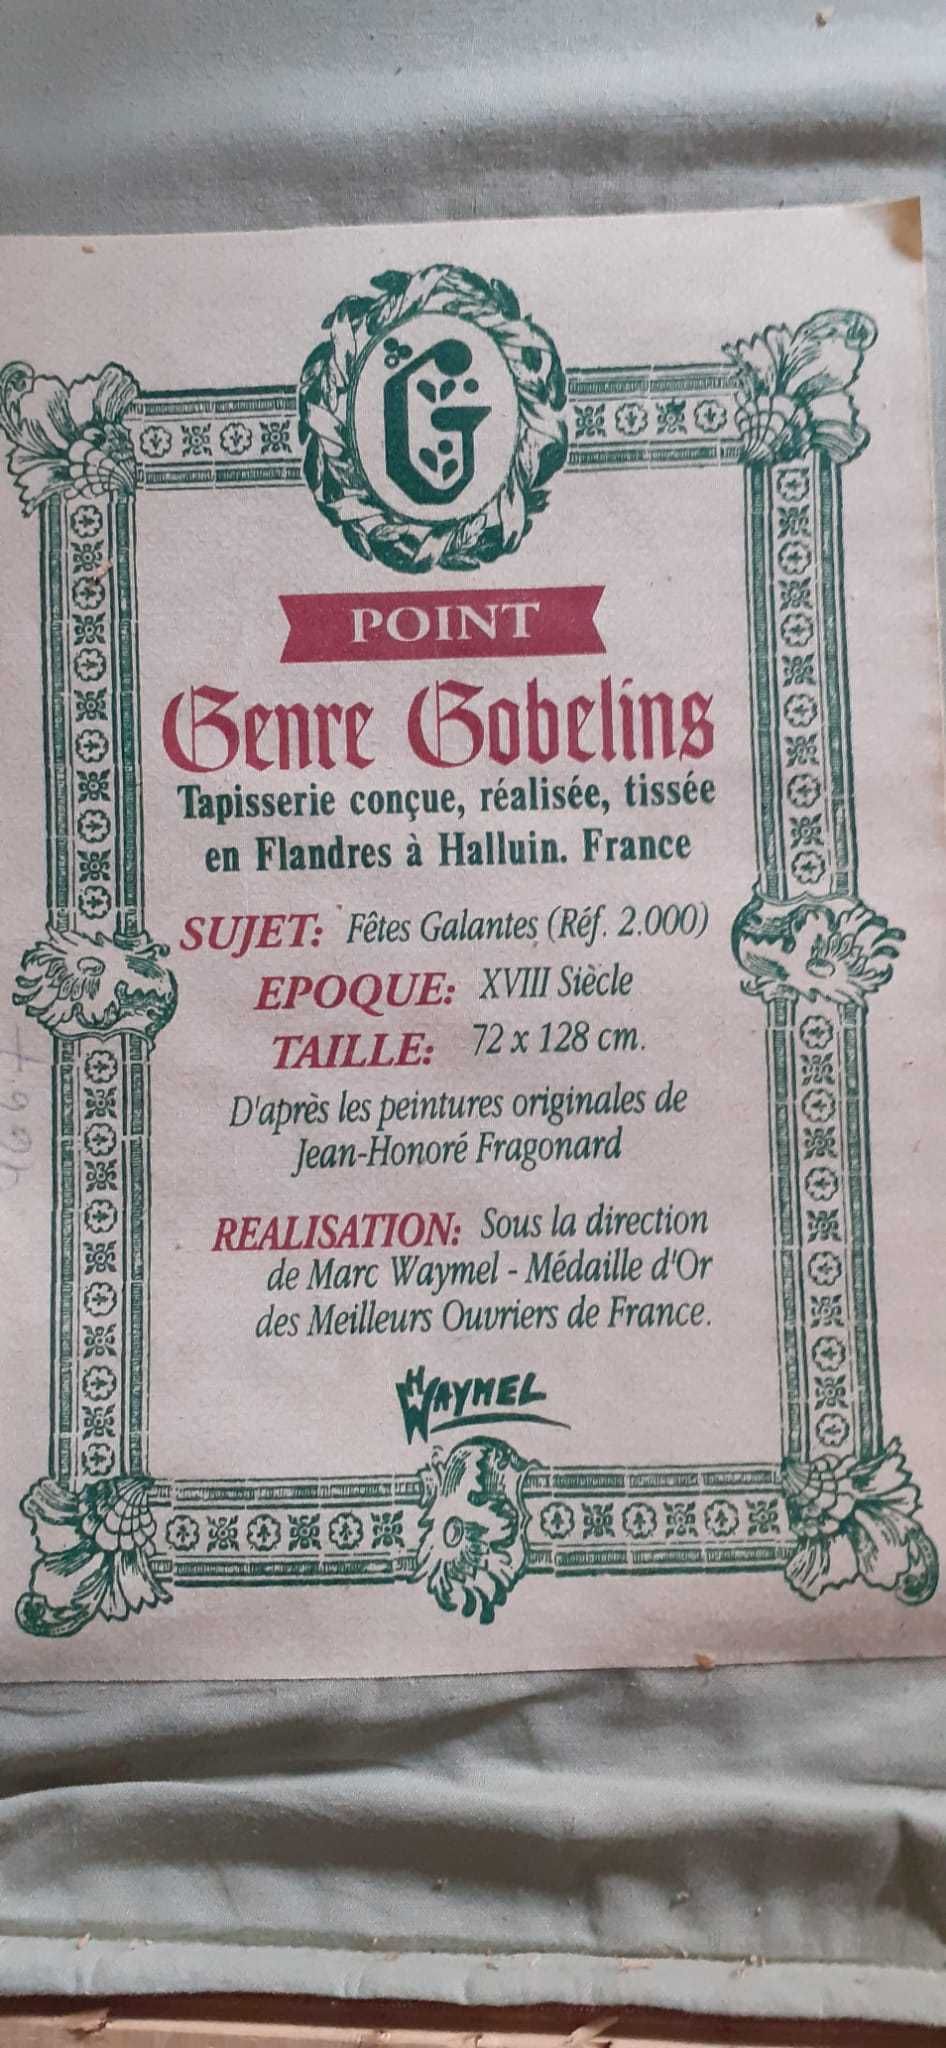 G
POINT
Genre Gobelins
Tapisserie conçue, réalisée, tissée
en Flandres à Halluin. France
SUJET: Fêtes Galantes (Réf. 2.000)
EPOQUE: XVIII Siècle
TAILLE: 72 x 128 cm.
D'après les peintures originales de
Jean-Honoré Fragonard
REALISATION: Sous la direction
de Marc Waymel - Médaille d'Or
des Meilleurs Ouvriers de France.
WAYMEL